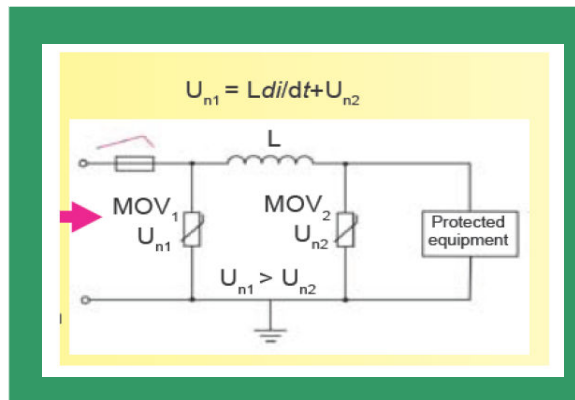 Uₙ₁ = Ldi/dt+Uₙ₂
L
MOV₁
Uₙ₁
MOV₂
Uₙ₂
Protected
equipment
Uₙ₁ > Uₙ₂